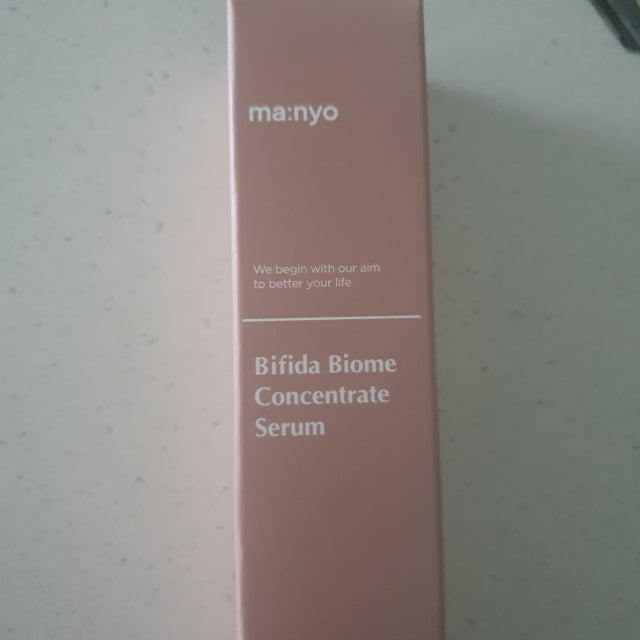 ma:nyo
We begin with our aim
to better your life
Bifida Biome
Concentrate
Serum